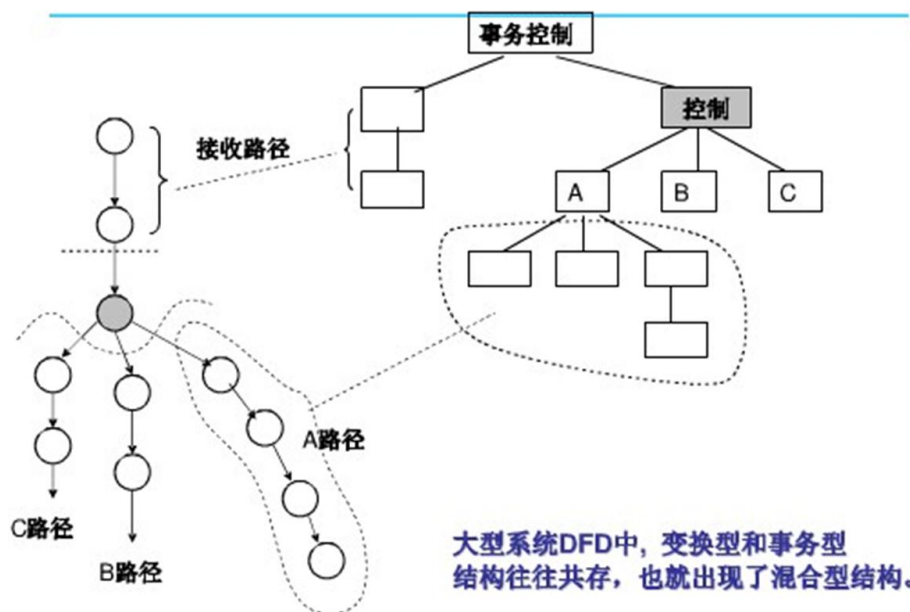 事务控制
控制
接收路径
A
B
C
A路径
C路径
B路径
大型系统DFD中, 变换型和事务型
结构往往共存，也就出现了混合型结构。